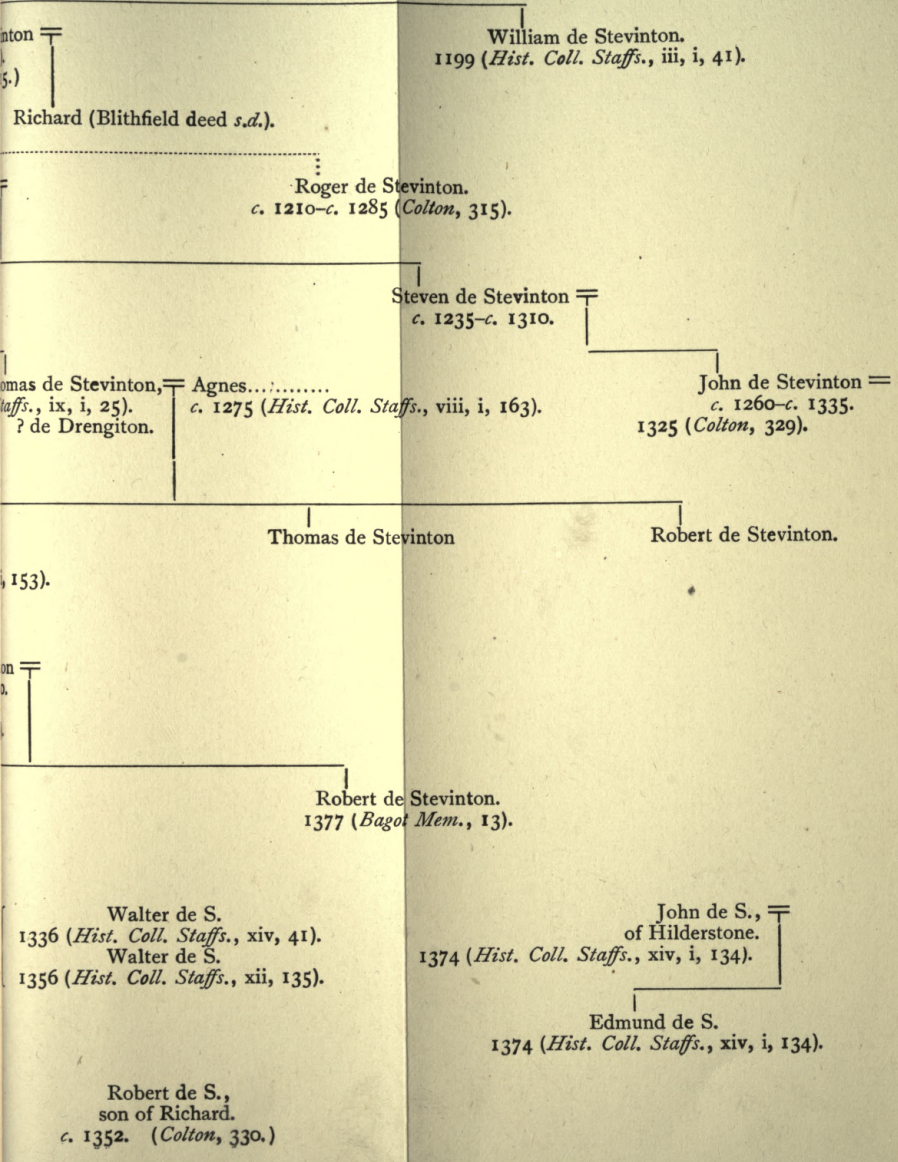 William de Stevinton.
1199 (Hist. Coll. Staffs., iii, i, 41).
Richard (Blithfield deed s.d.).
Roger de Stevinton.
c. 1210–c. 1285 (Colton, 315).
Steven de Stevinton
c. 1235–c. 1310.
de Stevinton, Agnes............
ix, i, 25). c. 1275 (Hist. Coll. Staffs., viii, i, 163).
? de Drengiton.
John de Stevinton
c. 1260–c. 1335.
1325 (Colton, 329).
Thomas de Stevinton
Robert de Stevinton.
153).
Robert de Stevinton.
1377 (Bagot Mem., 13).
Walter de S.
1336 (Hist. Coll. Staffs., xiv, 41).
Walter de S.
1356 (Hist. Coll. Staffs., xii, 135).
John de S.,
of Hilderstone.
1374 (Hist. Coll. Staffs., xiv, i, 134).
Edmund de S.
1374 (Hist. Coll. Staffs., xiv, i, 134).
Robert de S.,
son of Richard.
c. 1352. (Colton, 330.)